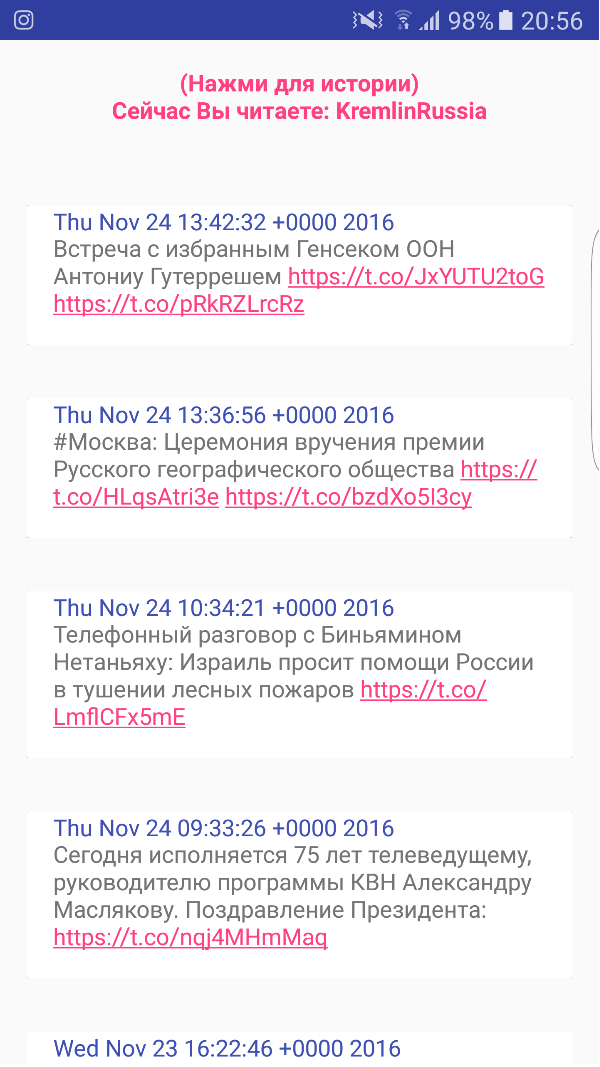 98% 20:56
(Нажми для истории)
Сейчас Вы читаете: KremlinRussia
Thu Nov 24 13:42:32 +0000 2016
Встреча с избранным Генсеком ООН
Антониу Гутеррешем https://t.co/JxYUTU2toG
https://t.co/pRkRZLrcRz
Thu Nov 24 13:36:56 +0000 2016
#Москва: Церемония вручения премии
Русского географического общества https://
t.co/HLqsAtri3e https://t.co/bzdXo5I3cy
Thu Nov 24 10:34:21 +0000 2016
Телефонный разговор с Биньямином
Нетаньяху: Израиль просит помощи России
в тушении лесных пожаров https://t.co/
LmflCFx5mE
Thu Nov 24 09:33:26 +0000 2016
Сегодня исполняется 75 лет телеведущему,
руководителю программы КВН Александру
Маслякову. Поздравление Президента:
https://t.co/nqj4MHmMaq
Wed Nov 23 16:22:46 +0000 2016